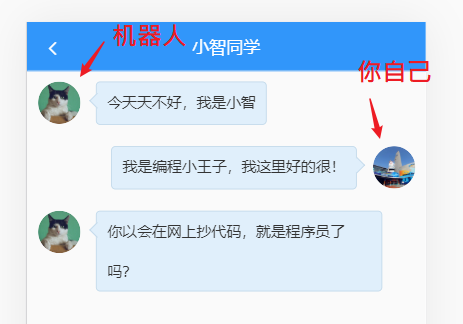 机器人
小智同学
你自己
今天天不好，我是小智
我是编程小王子，我这里好的很！
你以会在网上抄代码，就是程序员了
吗?